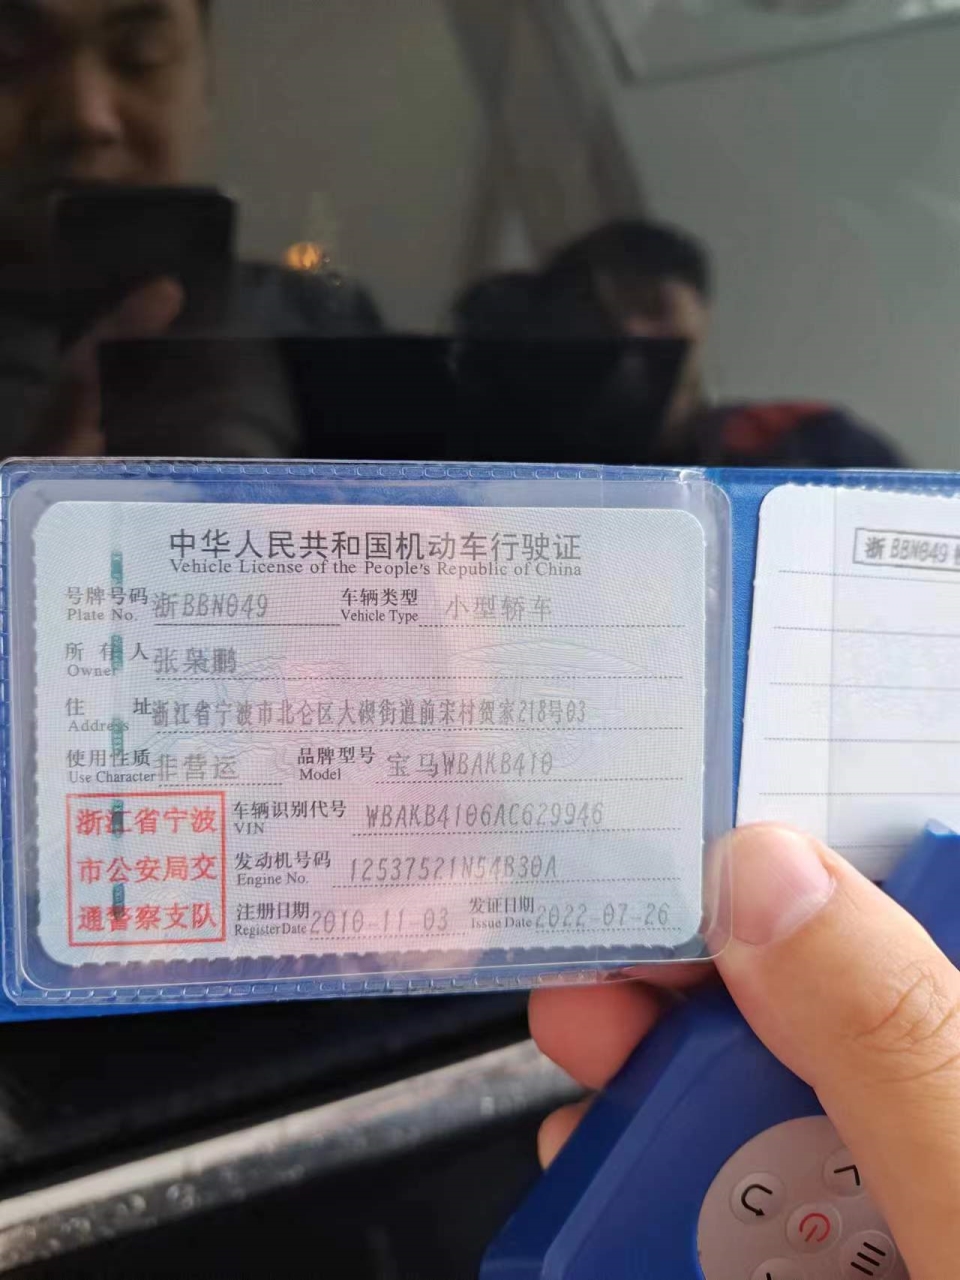 中华人民共和国机动车行驶证
Vehicle License of the People's Republic of China
号牌号码 浙BBN049 车辆类型 小型轿车
Plate No. Vehicle Type
所有人 张枭鹏
Owner
住址 浙江省宁波市北仑区大碶街道前宋村贺家218号03
Address
使用性质 非营运 品牌型号 宝马WBAKB410
Use Character Model
浙江省宁波
市公安局交
通警察支队
车辆识别代号 WBAKB4106AC629946
VIN
发动机号码 12537521N54B30A
Engine No.
注册日期 2010-11-03 发证日期 2022-07-26
Register Date Issue Date
浙BBN049